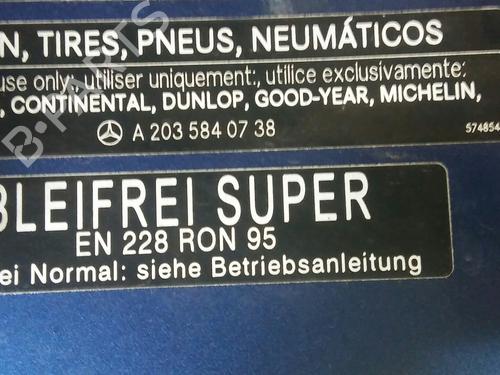 N, TIRES, PNEUS, NEUMÁTICOS
use only:, utiliser uniquement:, utilice exclusivamente:
, CONTINENTAL, DUNLOP, GOOD-YEAR, MICHELIN,
A 203 584 07 38
574854
BLEIFREI SUPER
EN 228 RON 95
ei Normal: siehe Betriebsanleitung
B-PARTS